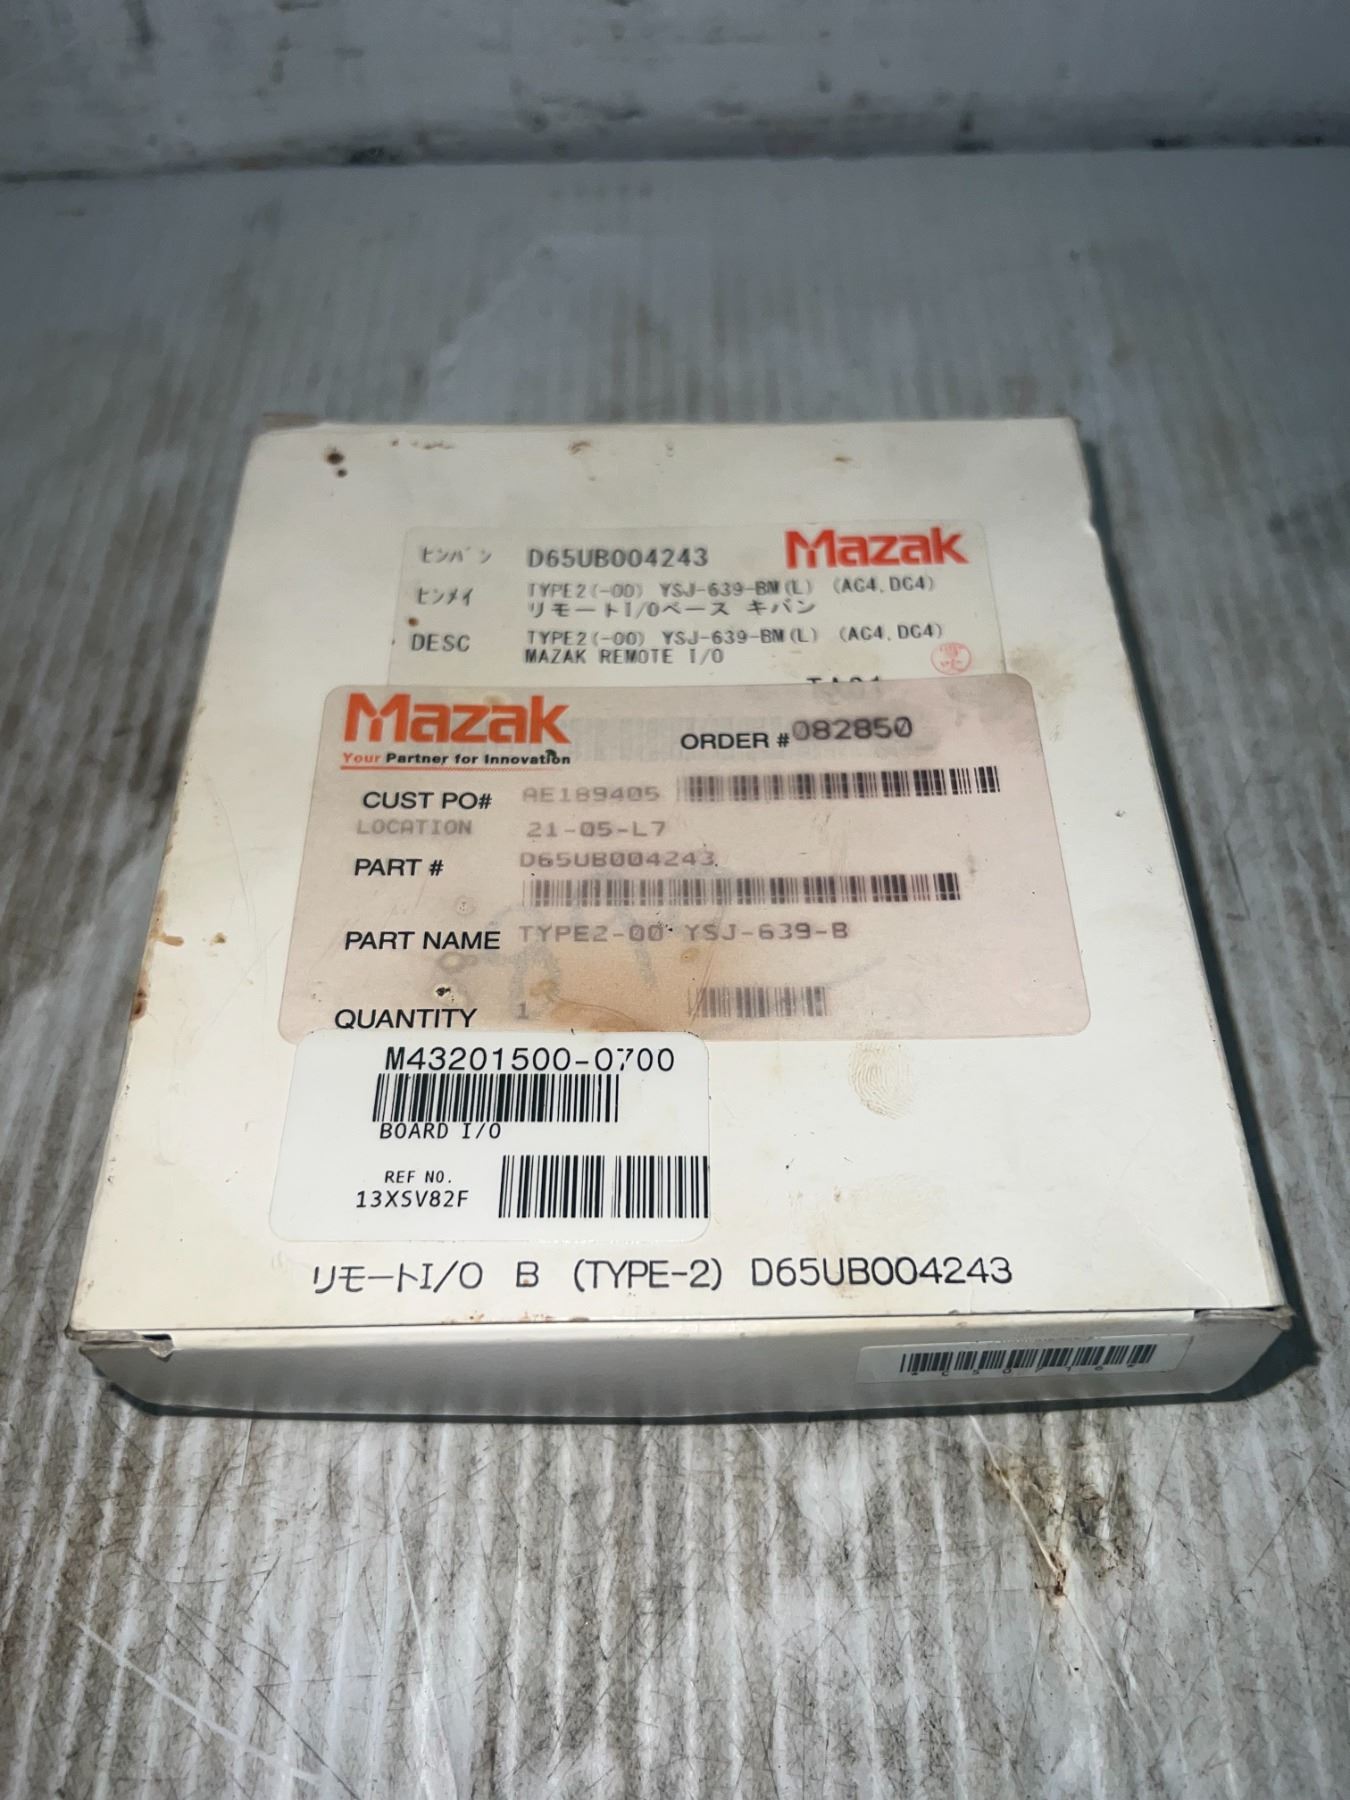 ヒンバン D65UB004243 Mazak
ヒンメイ TYPE2(-00) YSJ-639-BM(L) (AC4,DC4)
リモートI/Oベース キバン
DESC TYPE2(-00) YSJ-639-BM(L) (AC4,DC4)
MAZAK REMOTE I/O
Mazak
Your Partner for Innovation
ORDER # 082850
CUST PO# AE189405
LOCATION 21-05-L7
PART # D65UB004243
PART NAME TYPE2-00 YSJ-639-B
QUANTITY 1
M43201500-0700
BOARD I/O
REF NO.
13XSV82F
リモートI/O B (TYPE-2) D65UB004243